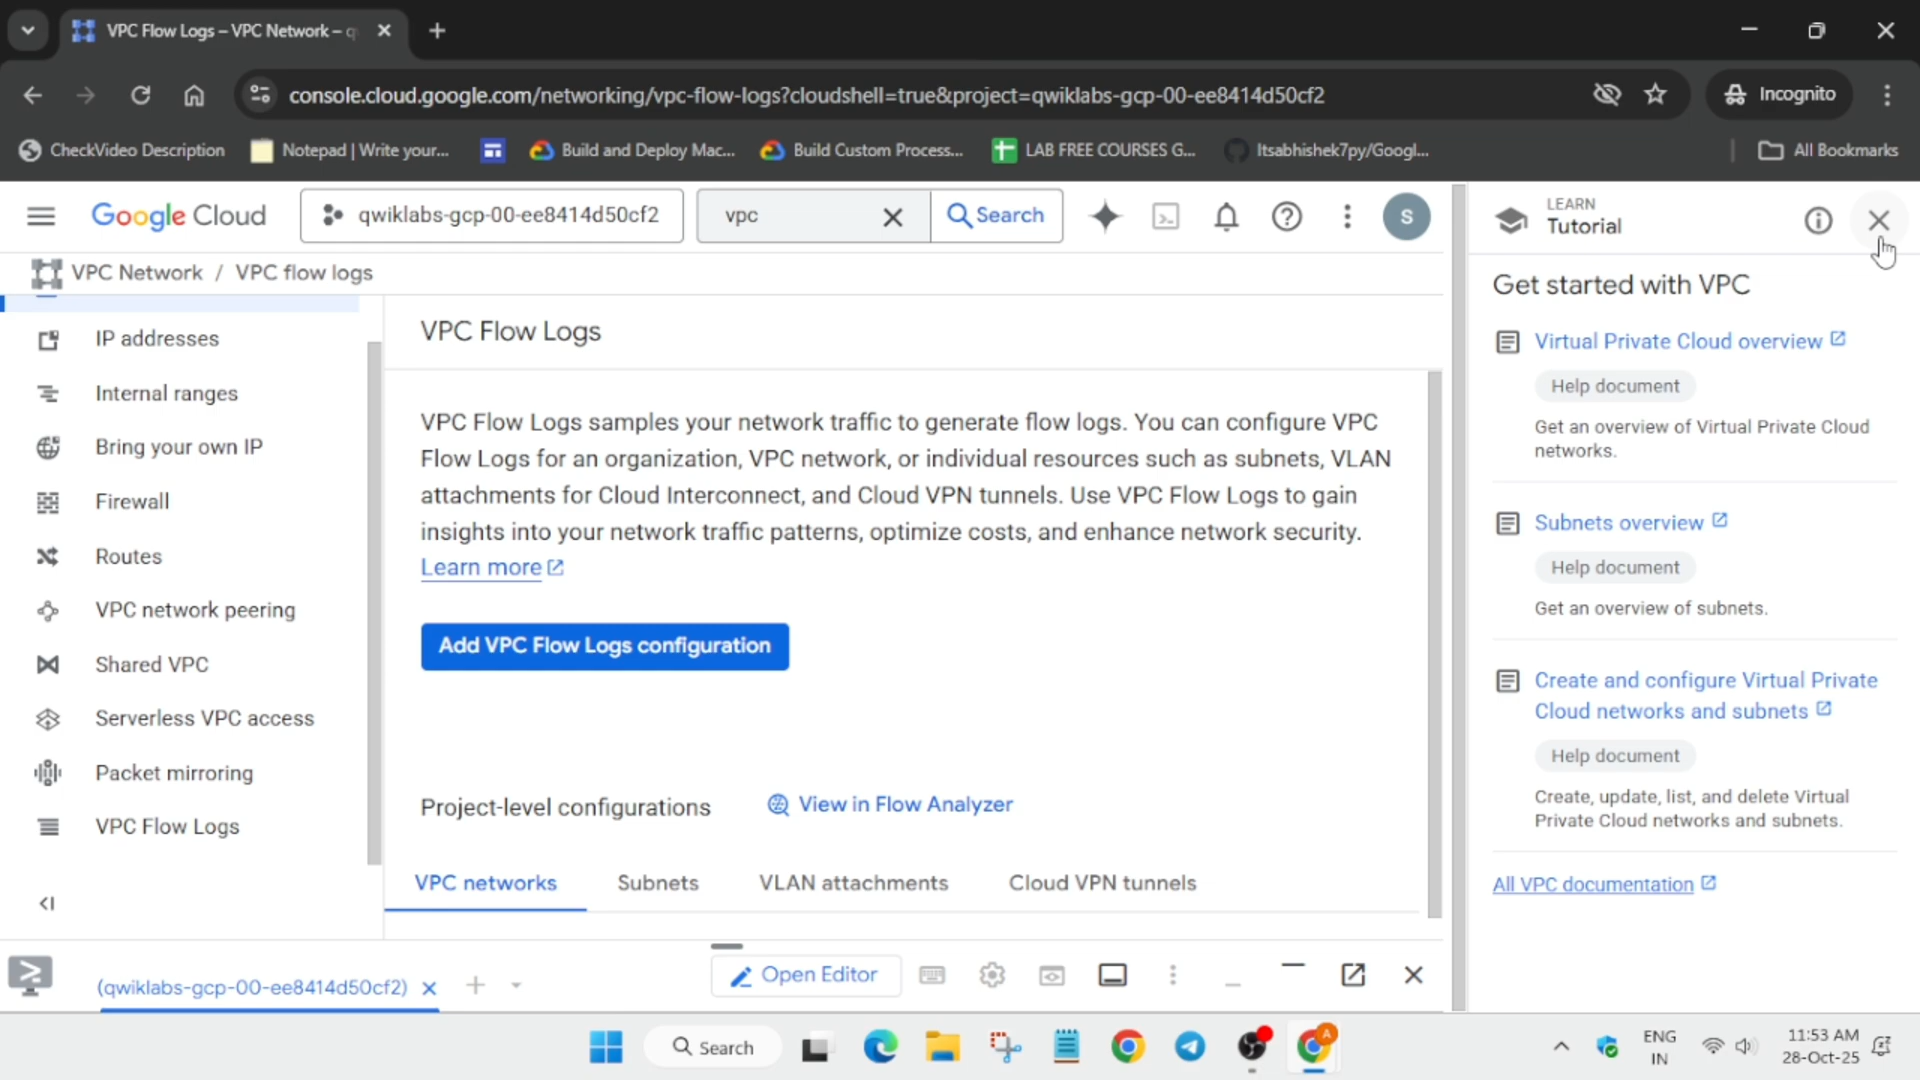 VPC Flow Logs – VPC Network – q
console.cloud.google.com/networking/vpc-flow-logs?cloudshell=true&project=qwiklabs-gcp-00-ee8414d50cf2
Incognito
CheckVideo Description
Notepad | Write your...
Build and Deploy Mac...
Build Custom Process...
LAB FREE COURSES G...
Itsabhishek7py/Googl...
All Bookmarks
Google Cloud
qwiklabs-gcp-00-ee8414d50cf2
vpc
Search
S
LEARN
Tutorial
VPC Network / VPC flow logs
IP addresses
Internal ranges
Bring your own IP
Firewall
Routes
VPC network peering
Shared VPC
Serverless VPC access
Packet mirroring
VPC Flow Logs
VPC Flow Logs
VPC Flow Logs samples your network traffic to generate flow logs. You can configure VPC
Flow Logs for an organization, VPC network, or individual resources such as subnets, VLAN
attachments for Cloud Interconnect, and Cloud VPN tunnels. Use VPC Flow Logs to gain
insights into your network traffic patterns, optimize costs, and enhance network security.
Learn more
Add VPC Flow Logs configuration
Project-level configurations
View in Flow Analyzer
VPC networks
Subnets
VLAN attachments
Cloud VPN tunnels
Get started with VPC
Virtual Private Cloud overview
Help document
Get an overview of Virtual Private Cloud
networks.
Subnets overview
Help document
Get an overview of subnets.
Create and configure Virtual Private
Cloud networks and subnets
Help document
Create, update, list, and delete Virtual
Private Cloud networks and subnets.
All VPC documentation
(qwiklabs-gcp-00-ee8414d50cf2)
Open Editor
Search
A
ENG
IN
11:53 AM
28-Oct-25